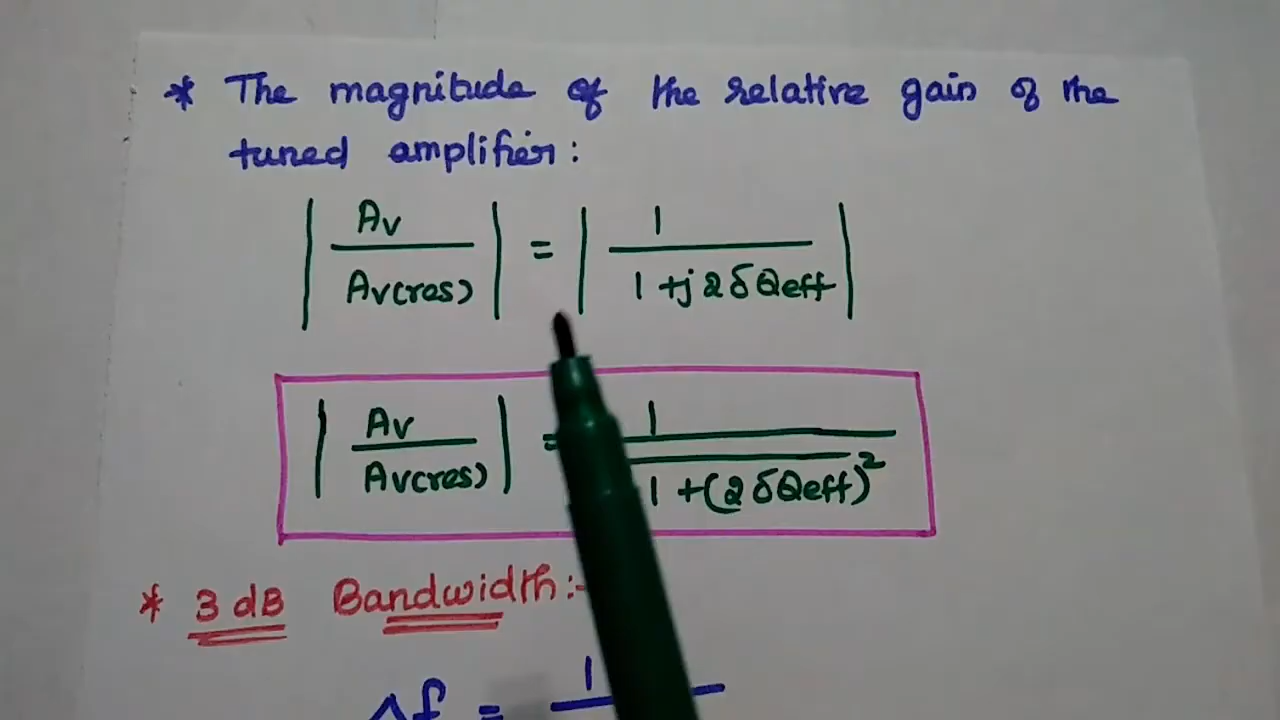 * The magnitude of the relative gain of the
tuned amplifier:
| Av / Av(res) | = | 1 / 1+j2δQeff |
| Av / Av(res) | = 1 / √1+(2δQeff)²
* 3 dB Bandwidth:-
Δf = 1